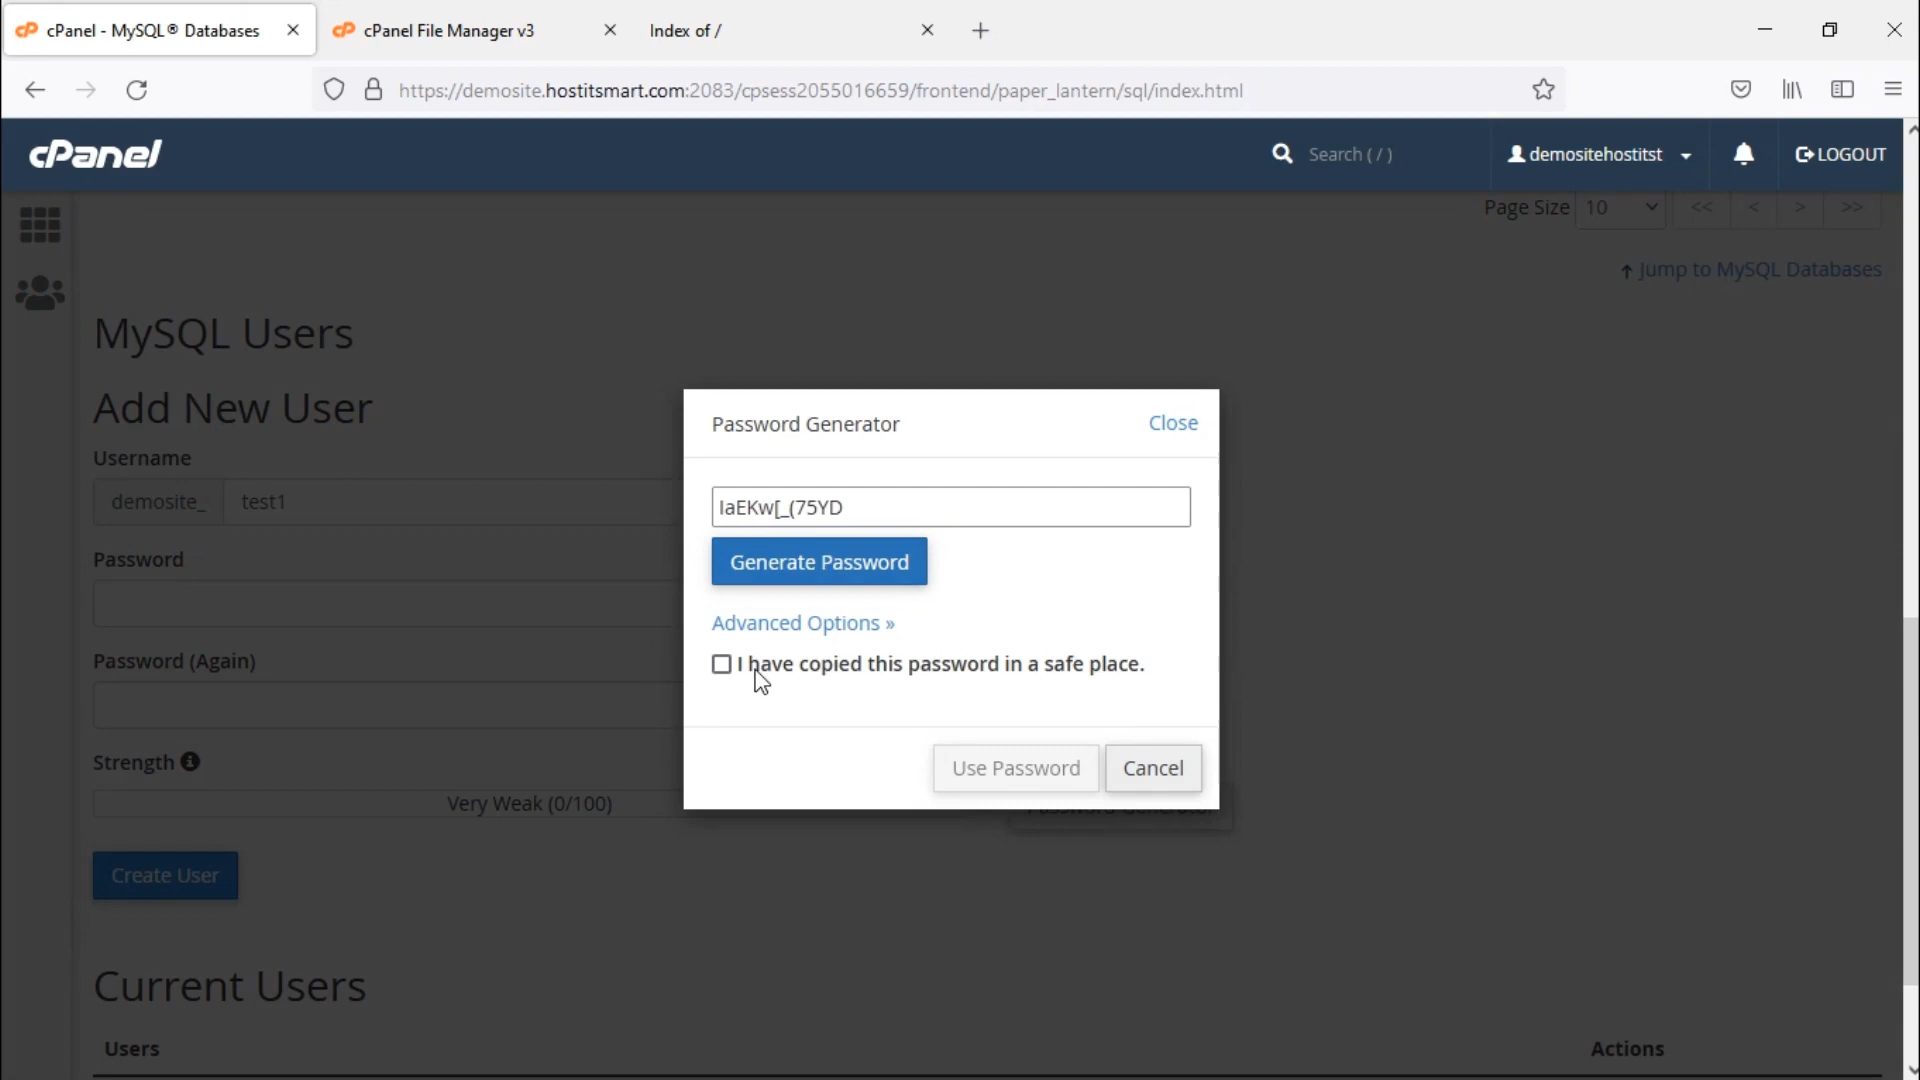 cPanel - MySQL® Databases
cPanel File Manager v3
Index of /
https://demosite.hostitsmart.com:2083/cpsess2055016659/frontend/paper_lantern/sql/index.html
cPanel
Search ( / )
demositehostitst
LOGOUT
Page Size 10 << < > >>
Jump to MySQL Databases
MySQL Users
Add New User
Username
demosite_ test1
Password
Password (Again)
Strength
Very Weak (0/100)
Create User
Password Generator Close
IaEKw[_(75YD
Generate Password
Advanced Options »
I have copied this password in a safe place.
Use Password Cancel
Password Generator
Current Users
Users Actions